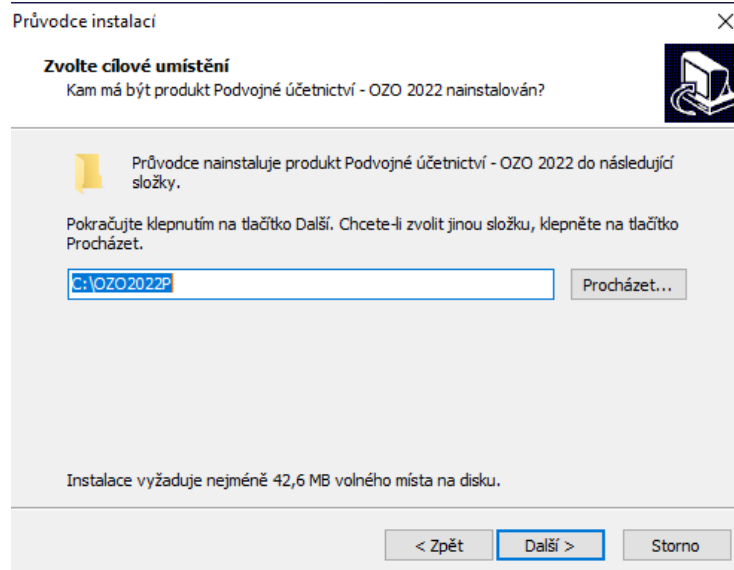 Průvodce instalací
Zvolte cílové umístění
Kam má být produkt Podvojné účetnictví - OZO 2022 nainstalován?
Průvodce nainstaluje produkt Podvojné účetnictví - OZO 2022 do následující
složky.
Pokračujte klepnutím na tlačítko Další. Chcete-li zvolit jinou složku, klepněte na tlačítko
Procházet.
C:\OZO2022P
Procházet...
Instalace vyžaduje nejméně 42,6 MB volného místa na disku.
< Zpět
Další >
Storno